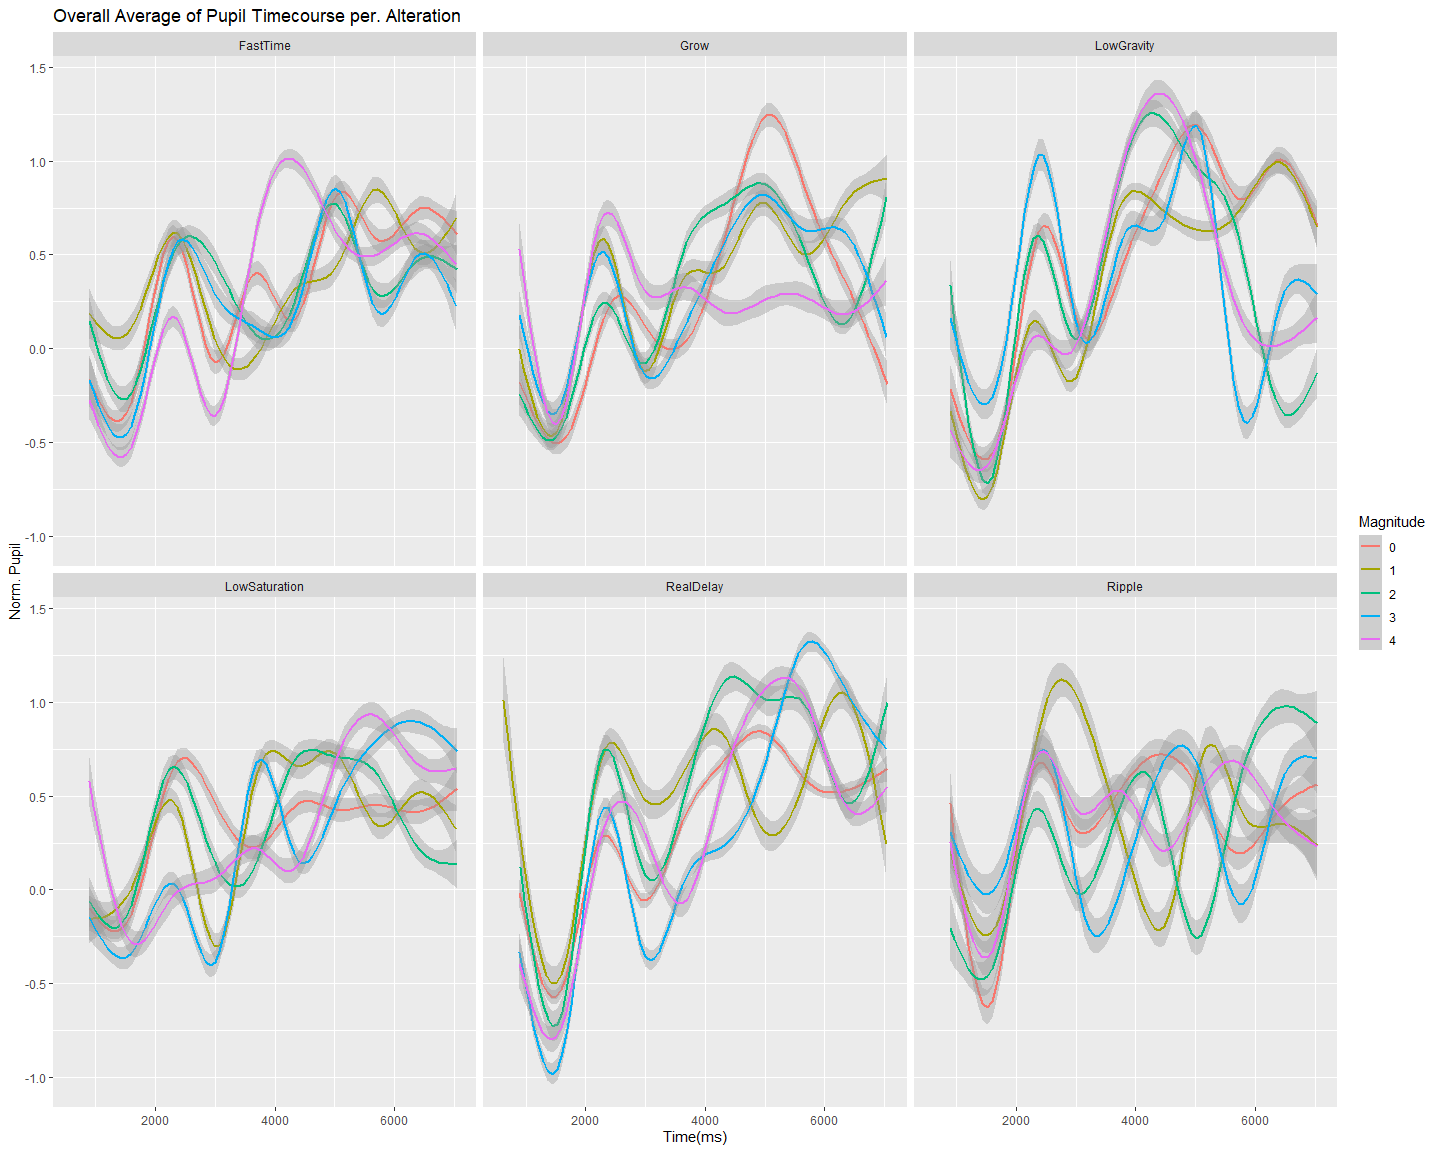 Overall Average of Pupil Timecourse per. Alteration
FastTime
Grow
LowGravity
1.5
1.0
0.5
0.0
-0.5
-1.0
LowSaturation
RealDelay
Ripple
1.5
1.0
0.5
0.0
-0.5
-1.0
2000 4000 6000
2000 4000 6000
2000 4000 6000
Time(ms)
Norm. Pupil
Magnitude
0
1
2
3
4